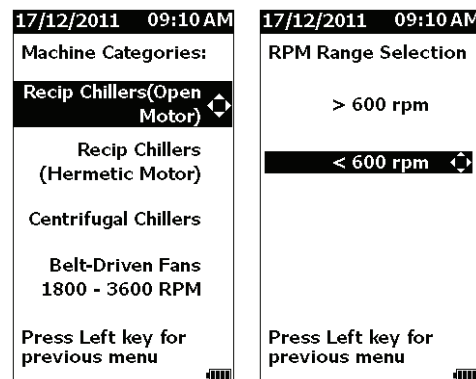 17/12/2011 09:10 AM
Machine Categories:
Recip Chillers(Open
Motor)
Recip Chillers
(Hermetic Motor)
Centrifugal Chillers
Belt-Driven Fans
1800 - 3600 RPM
Press Left key for
previous menu
17/12/2011 09:10 AM
RPM Range Selection
> 600 rpm
< 600 rpm
Press Left key for
previous menu